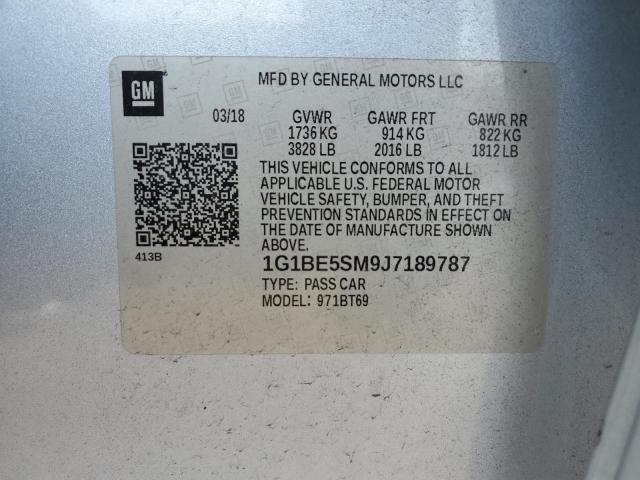 GM
MFD BY GENERAL MOTORS LLC
03/18 GVWR GAWR FRT GAWR RR
1736 KG 914 KG 822 KG
3828 LB 2016 LB 1812 LB
THIS VEHICLE CONFORMS TO ALL
APPLICABLE U.S. FEDERAL MOTOR
VEHICLE SAFETY, BUMPER, AND THEFT
PREVENTION STANDARDS IN EFFECT ON
THE DATE OF MANUFACTURE SHOWN
ABOVE.
413B
1G1BE5SM9J7189787
TYPE: PASS CAR
MODEL: 971BT69